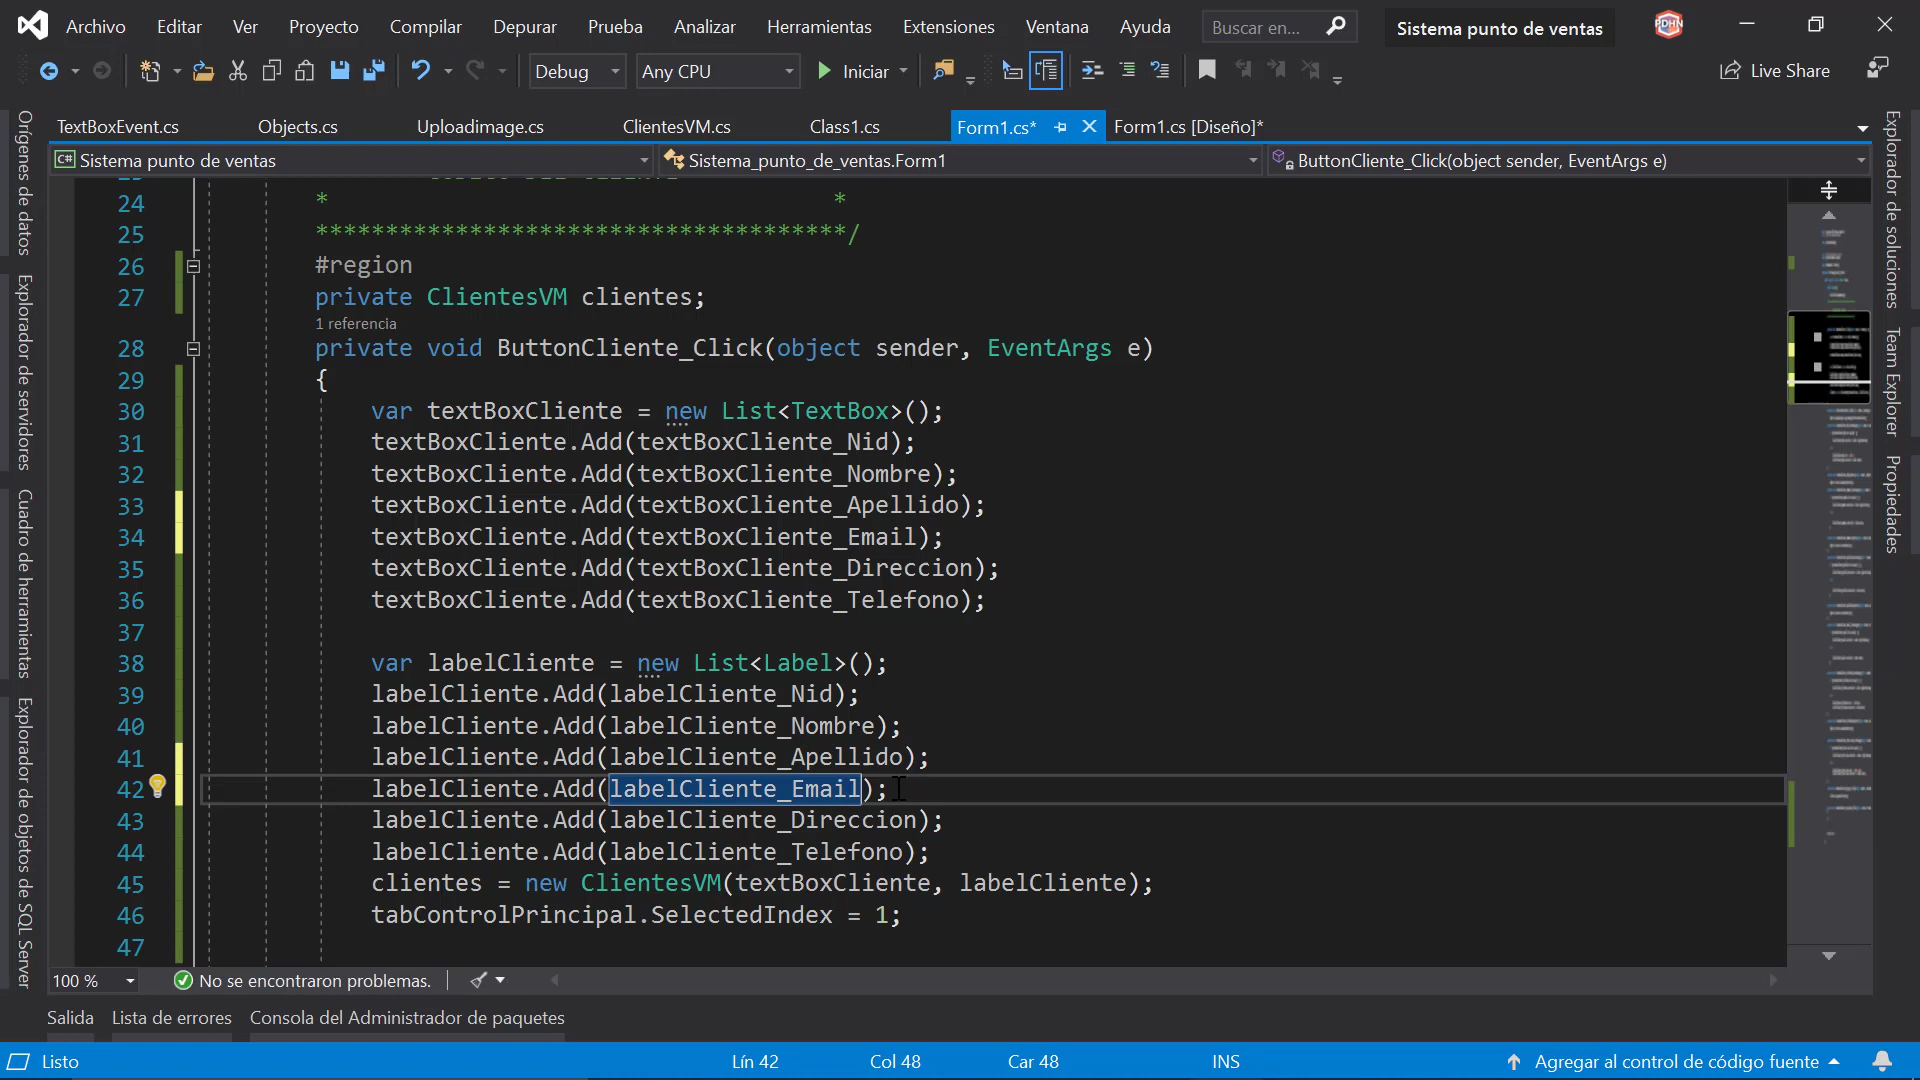 Archivo Editar Ver Proyecto Compilar Depurar Prueba Analizar Herramientas Extensiones Ventana Ayuda Buscar en... Sistema punto de ventas PDHN
Debug Any CPU Iniciar Live Share
TextBoxEvent.cs Objects.cs Uploadimage.cs ClientesVM.cs Class1.cs Form1.cs* Form1.cs [Diseño]*
C# Sistema punto de ventas Sistema_punto_de_ventas.Form1 ButtonCliente_Click(object sender, EventArgs e)
24 * *
25 **************************************/
26 #region
27 private ClientesVM clientes;
1 referencia
28 private void ButtonCliente_Click(object sender, EventArgs e)
29 {
30 var textBoxCliente = new List<TextBox>();
31 textBoxCliente.Add(textBoxCliente_Nid);
32 textBoxCliente.Add(textBoxCliente_Nombre);
33 textBoxCliente.Add(textBoxCliente_Apellido);
34 textBoxCliente.Add(textBoxCliente_Email);
35 textBoxCliente.Add(textBoxCliente_Direccion);
36 textBoxCliente.Add(textBoxCliente_Telefono);
37
38 var labelCliente = new List<Label>();
39 labelCliente.Add(labelCliente_Nid);
40 labelCliente.Add(labelCliente_Nombre);
41 labelCliente.Add(labelCliente_Apellido);
42 labelCliente.Add(labelCliente_Email);
43 labelCliente.Add(labelCliente_Direccion);
44 labelCliente.Add(labelCliente_Telefono);
45 clientes = new ClientesVM(textBoxCliente, labelCliente);
46 tabControlPrincipal.SelectedIndex = 1;
47
Orígenes de datos
Explorador de servidores
Cuadro de herramientas
Explorador de objetos de SQL Server
Explorador de soluciones
Team Explorer
Propiedades
100 % No se encontraron problemas.
Salida Lista de errores Consola del Administrador de paquetes
Listo Lín 42 Col 48 Car 48 INS Agregar al control de código fuente